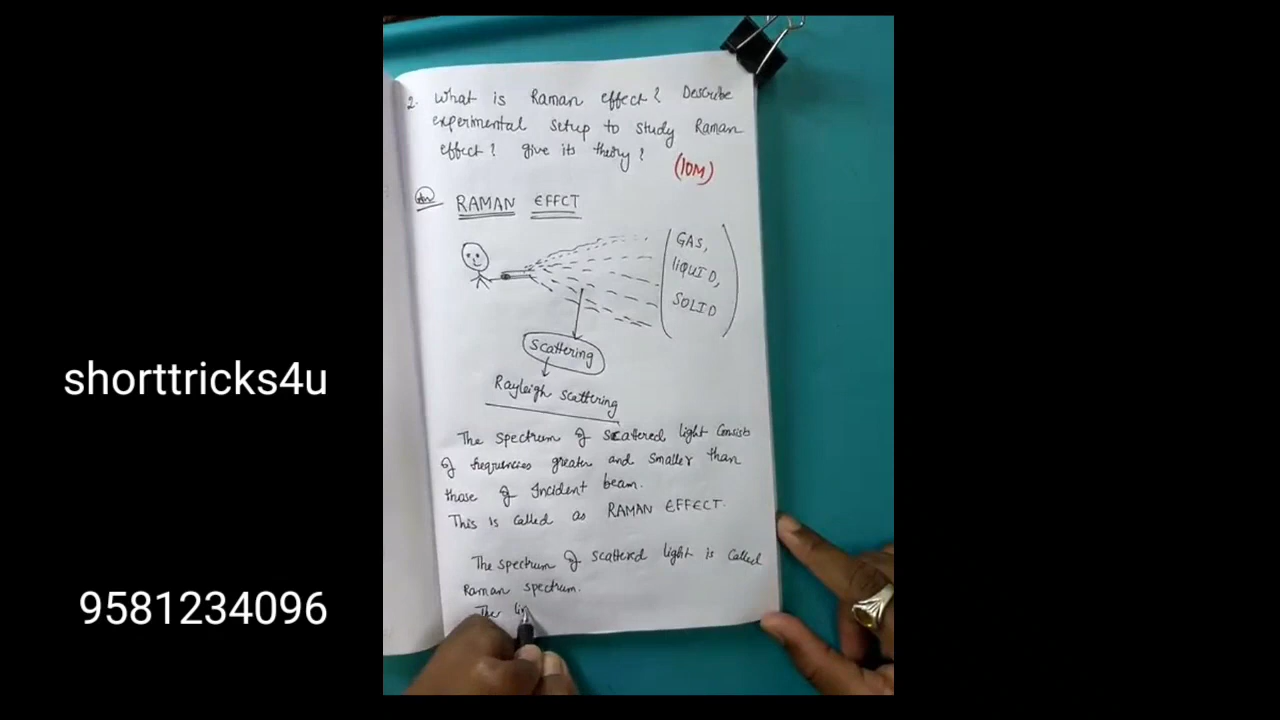 2. What is Raman effect? Describe
experimental setup to study Raman
effect? give its theory?
(10M)
Ans
RAMAN EFFCT
GAS,
LIQUID,
SOLID
Scattering
Rayleigh scattering
The spectrum of scattered light consists
of frequencies greater and smaller than
those of Incident beam.
This is called as RAMAN EFFECT.
The spectrum of scattered light is called
Raman spectrum.
The li
shorttricks4u
9581234096